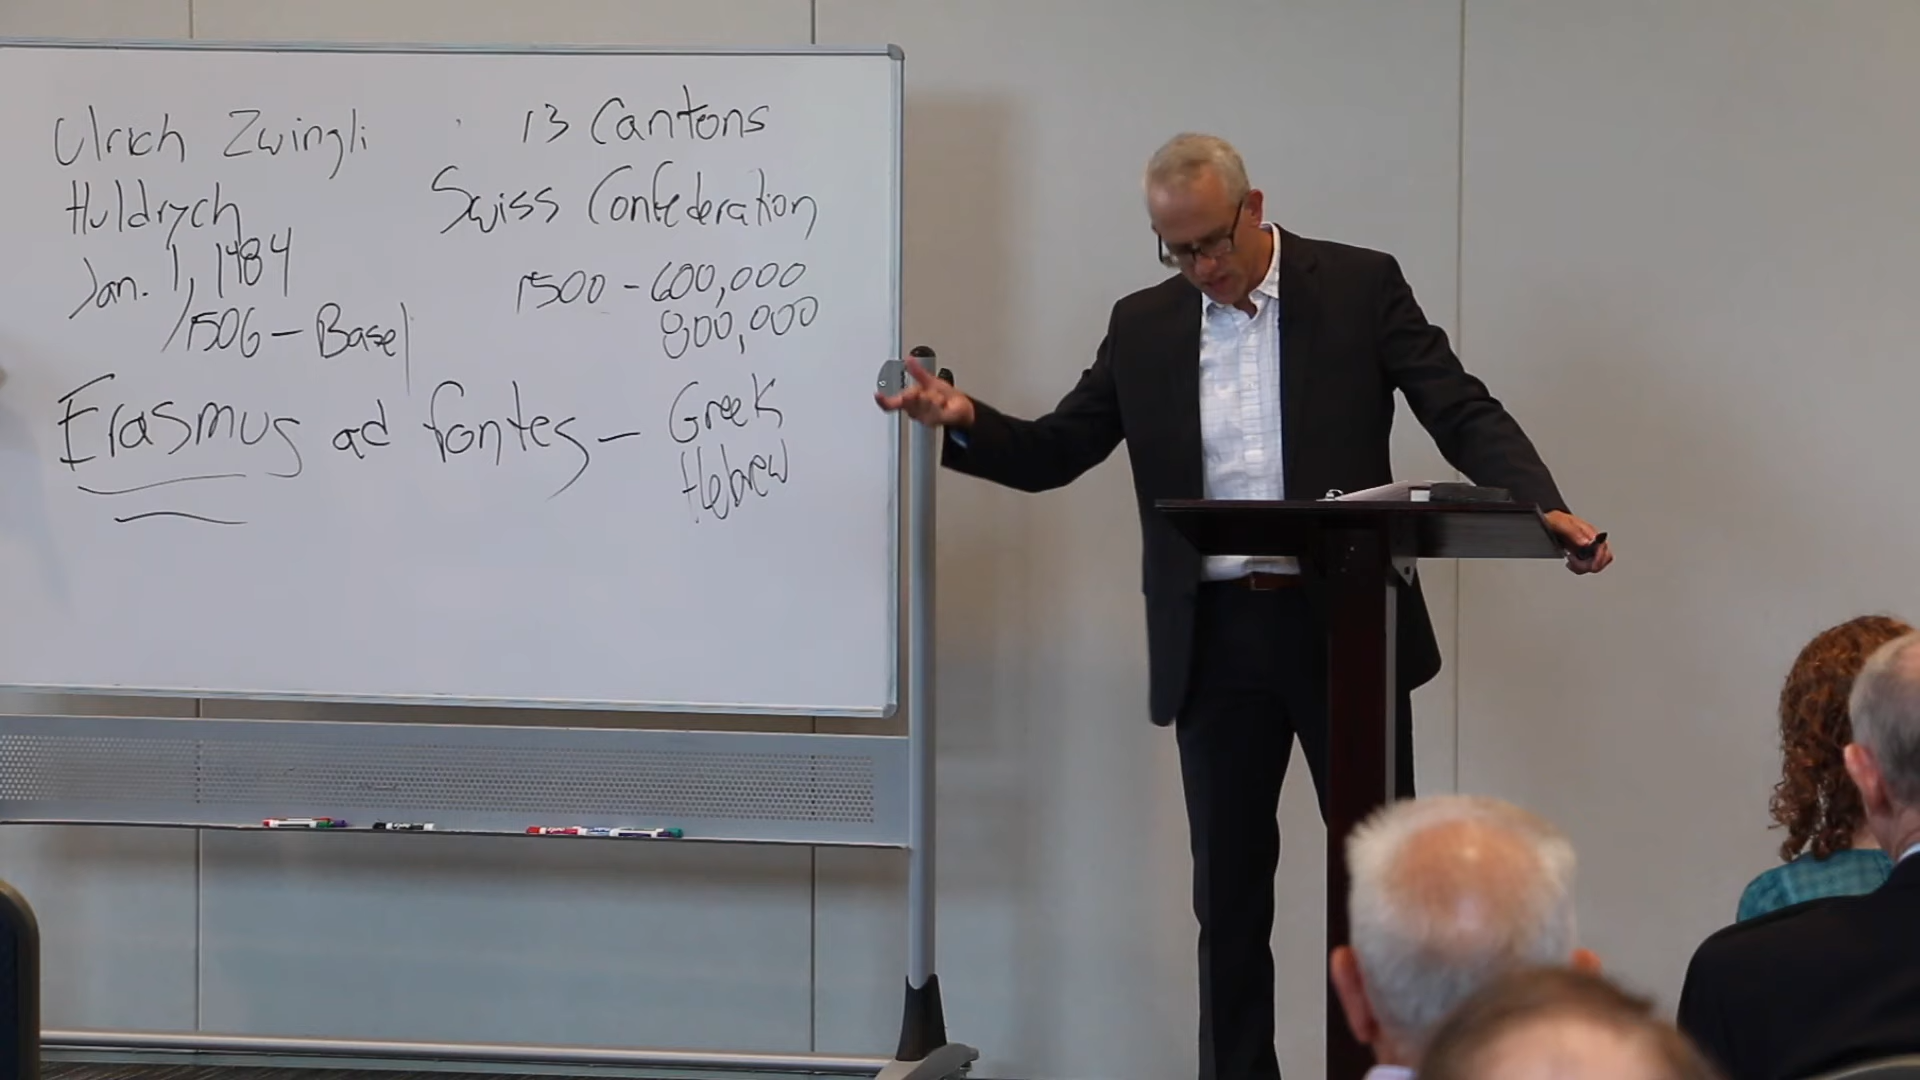 Ulrich Zwingli
Huldrych
Jan. 1, 1484
1506 - Basel
13 Cantons
Swiss Confederation
1500 - 600,000
800,000
Erasmus ad fontes - Greek
Hebrew